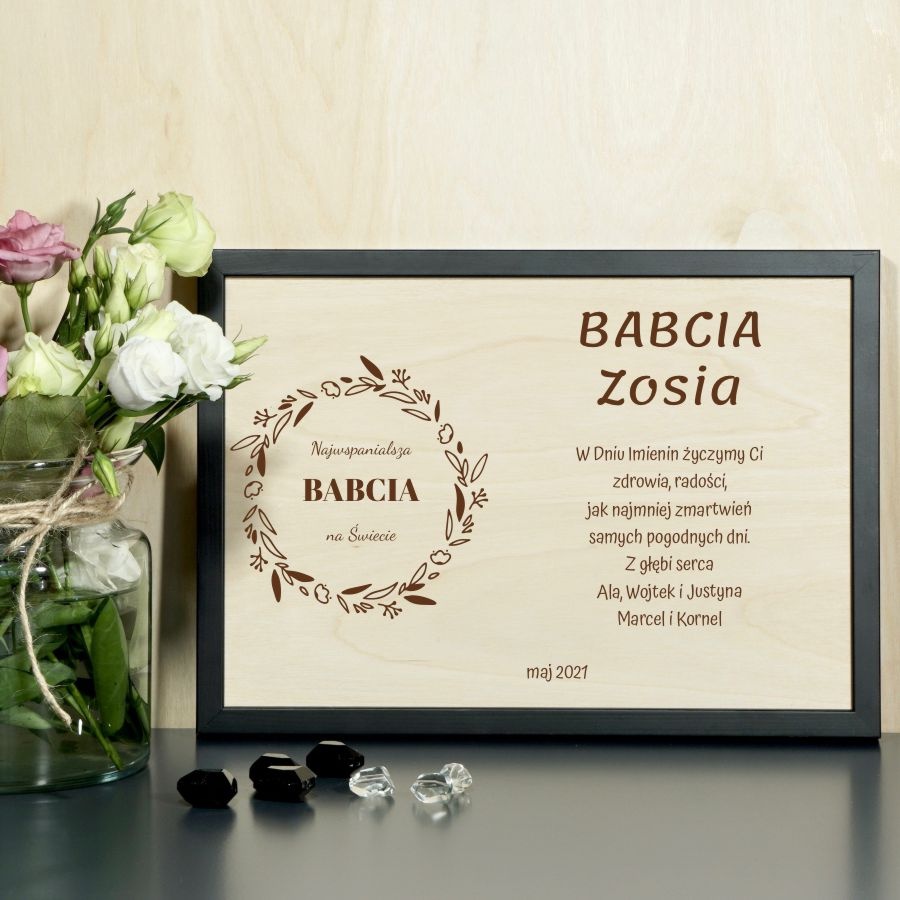 Najwspanialsza
BABCIA
na Świecie
BABCIA
Zosia
W Dniu Imienin życzymy Ci
zdrowia, radości,
jak najmniej zmartwień
samych pogodnych dni.
Z głębi serca
Ala, Wojtek i Justyna
Marcel i Kornel
maj 2021